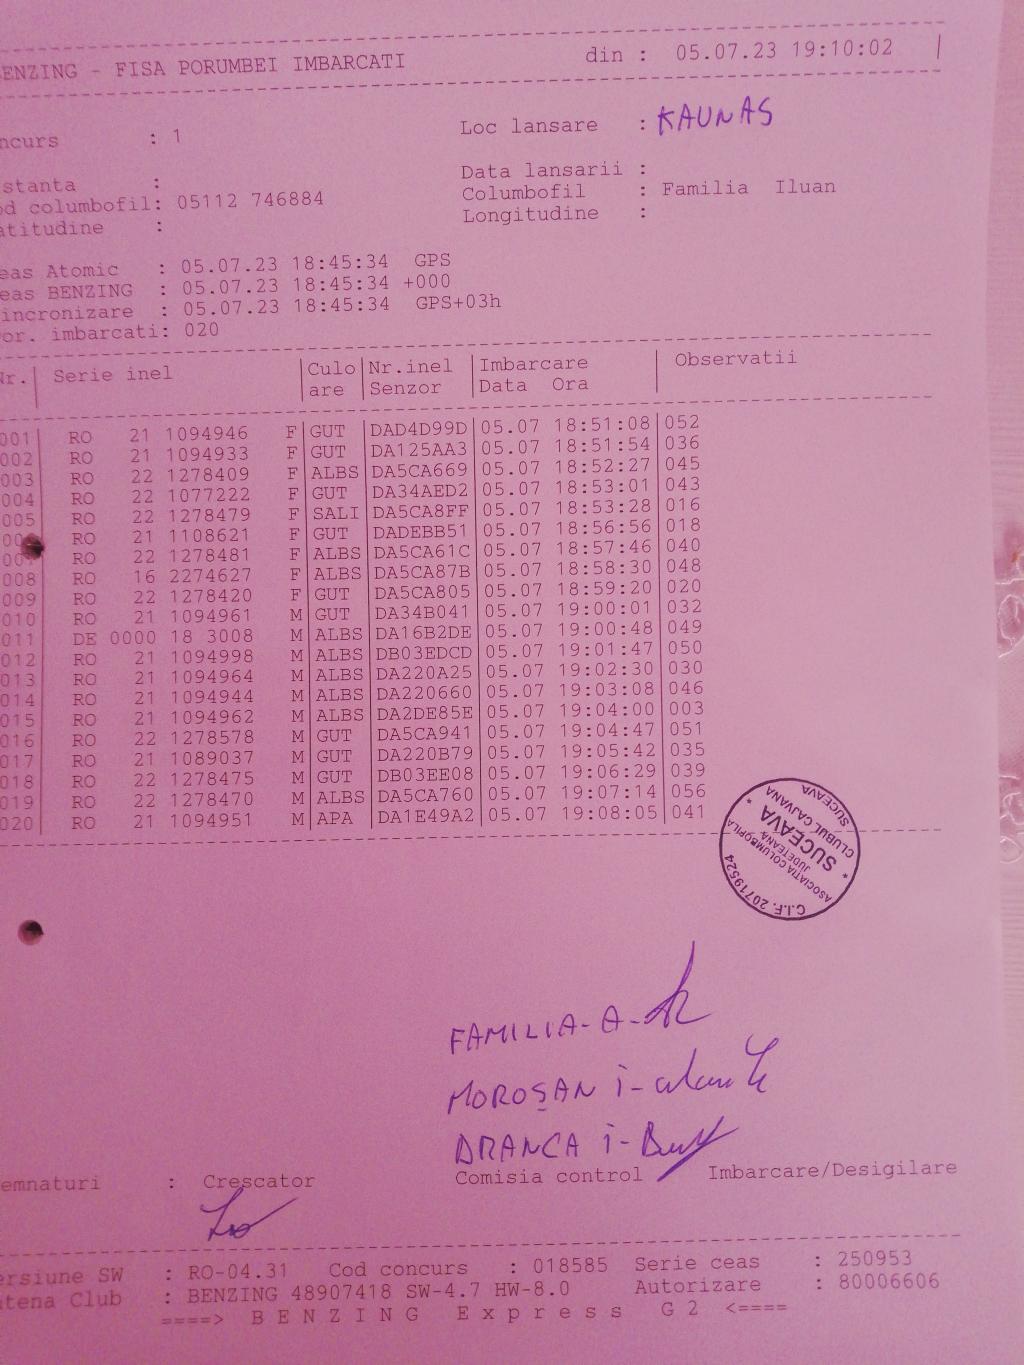 ENZING - FISA PORUMBEI IMBARCATI din : 05.07.23 19:10:02
ncurs : 1 Loc lansare : KAUNAS
stanta : Data lansarii :
od columbofil: 05112 746884 Columbofil : Familia Iluan
atitudine : Longitudine :
eas Atomic : 05.07.23 18:45:34 GPS
eas BENZING : 05.07.23 18:45:34 +000
incronizare : 05.07.23 18:45:34 GPS+03h
or. imbarcati: 020
Nr. Serie inel Culo Nr.inel Imbarcare Observatii
are Senzor Data Ora
001 RO 21 1094946 F GUT DAD4D99D 05.07 18:51:08 052
002 RO 21 1094933 F GUT DA125AA3 05.07 18:51:54 036
003 RO 22 1278409 F ALBS DA5CA669 05.07 18:52:27 045
004 RO 22 1077222 F GUT DA34AED2 05.07 18:53:01 043
005 RO 22 1278479 F SALI DA5CA8FF 05.07 18:53:28 016
00 RO 21 1108621 F GUT DADEBB51 05.07 18:56:56 018
007 RO 22 1278481 F ALBS DA5CA61C 05.07 18:57:46 040
008 RO 16 2274627 F ALBS DA5CA87B 05.07 18:58:30 048
009 RO 22 1278420 F GUT DA5CA805 05.07 18:59:20 020
010 RO 21 1094961 M GUT DA34B041 05.07 19:00:01 032
011 DE 0000 18 3008 M ALBS DA16B2DE 05.07 19:00:48 049
012 RO 21 1094998 M ALBS DB03EDCD 05.07 19:01:47 050
013 RO 21 1094964 M ALBS DA220A25 05.07 19:02:30 030
014 RO 21 1094944 M ALBS DA220660 05.07 19:03:08 046
015 RO 21 1094962 M ALBS DA2DE85E 05.07 19:04:00 003
016 RO 22 1278578 M GUT DA5CA941 05.07 19:04:47 051
017 RO 21 1089037 M GUT DA220B79 05.07 19:05:42 035
018 RO 22 1278475 M GUT DB03EE08 05.07 19:06:29 039
019 RO 22 1278470 M ALBS DA5CA760 05.07 19:07:14 056
020 RO 21 1094951 M APA DA1E49A2 05.07 19:08:05 041
ASOCIATIA COLUMBOFILA
JUDETEANA
* SUCEAVA *
CLUBUL CAJVANA
SUCEAVA
C.I.F. 20719524
FAMILIA-A-
MOROȘAN i-
DRANCA i-
emnaturi : Crescator Comisia control Imbarcare/Desigilare
ersiune SW : RO-04.31 Cod concurs : 018585 Serie ceas : 250953
ntena Club : BENZING 48907418 SW-4.7 HW-8.0 Autorizare : 80006606
====> B E N Z I N G E x p r e s s G 2 <====